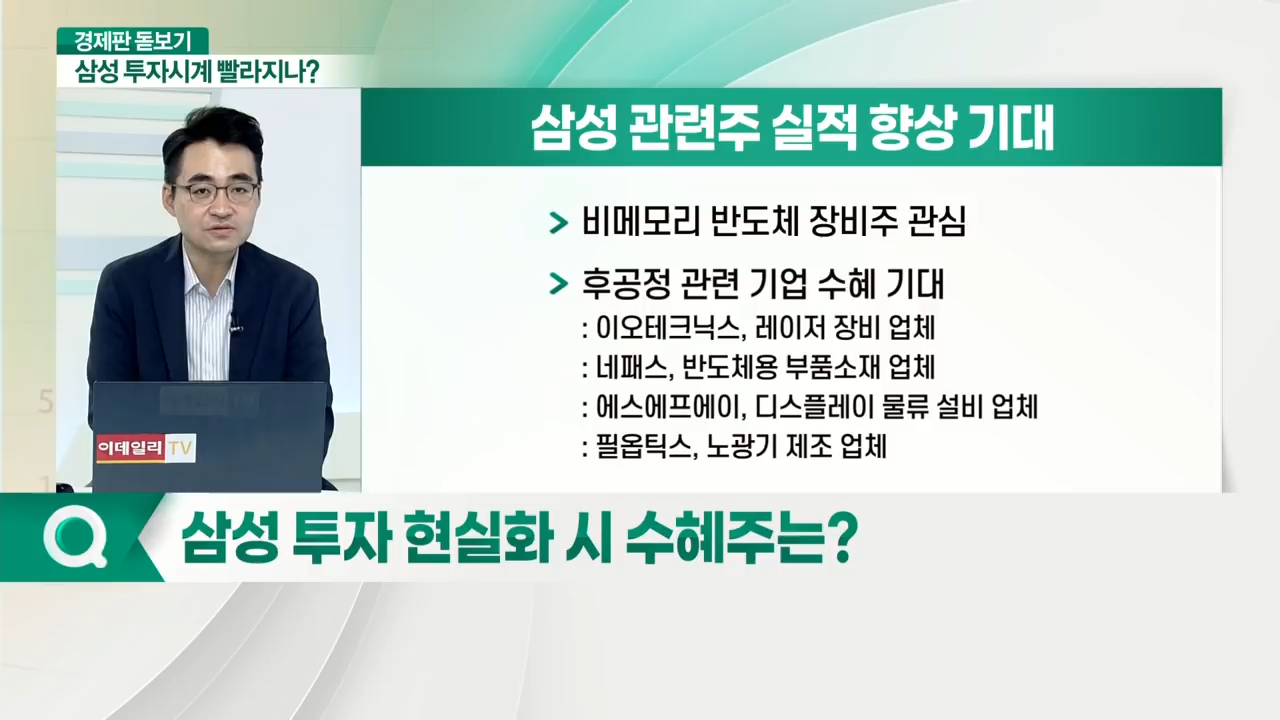 경제판 돋보기
삼성 투자시계 빨라지나?
삼성 관련주 실적 향상 기대
> 비메모리 반도체 장비주 관심
> 후공정 관련 기업 수혜 기대
: 이오테크닉스, 레이저 장비 업체
: 네패스, 반도체용 부품소재 업체
: 에스에프에이, 디스플레이 물류 설비 업체
: 필옵틱스, 노광기 제조 업체
5
1
이데일리 TV
Q 삼성 투자 현실화 시 수혜주는?